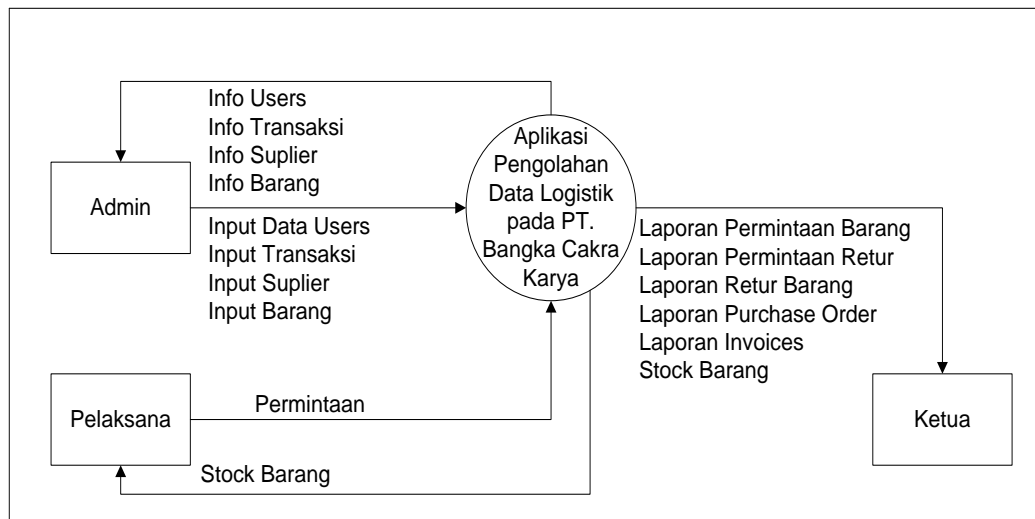 Info Users
Info Transaksi
Info Suplier
Info Barang
Admin
Input Data Users
Input Transaksi
Input Suplier
Input Barang
Aplikasi
Pengolahan
Data Logistik
pada PT.
Bangka Cakra
Karya
Laporan Permintaan Barang
Laporan Permintaan Retur
Laporan Retur Barang
Laporan Purchase Order
Laporan Invoices
Stock Barang
Pelaksana
Permintaan
Stock Barang
Ketua